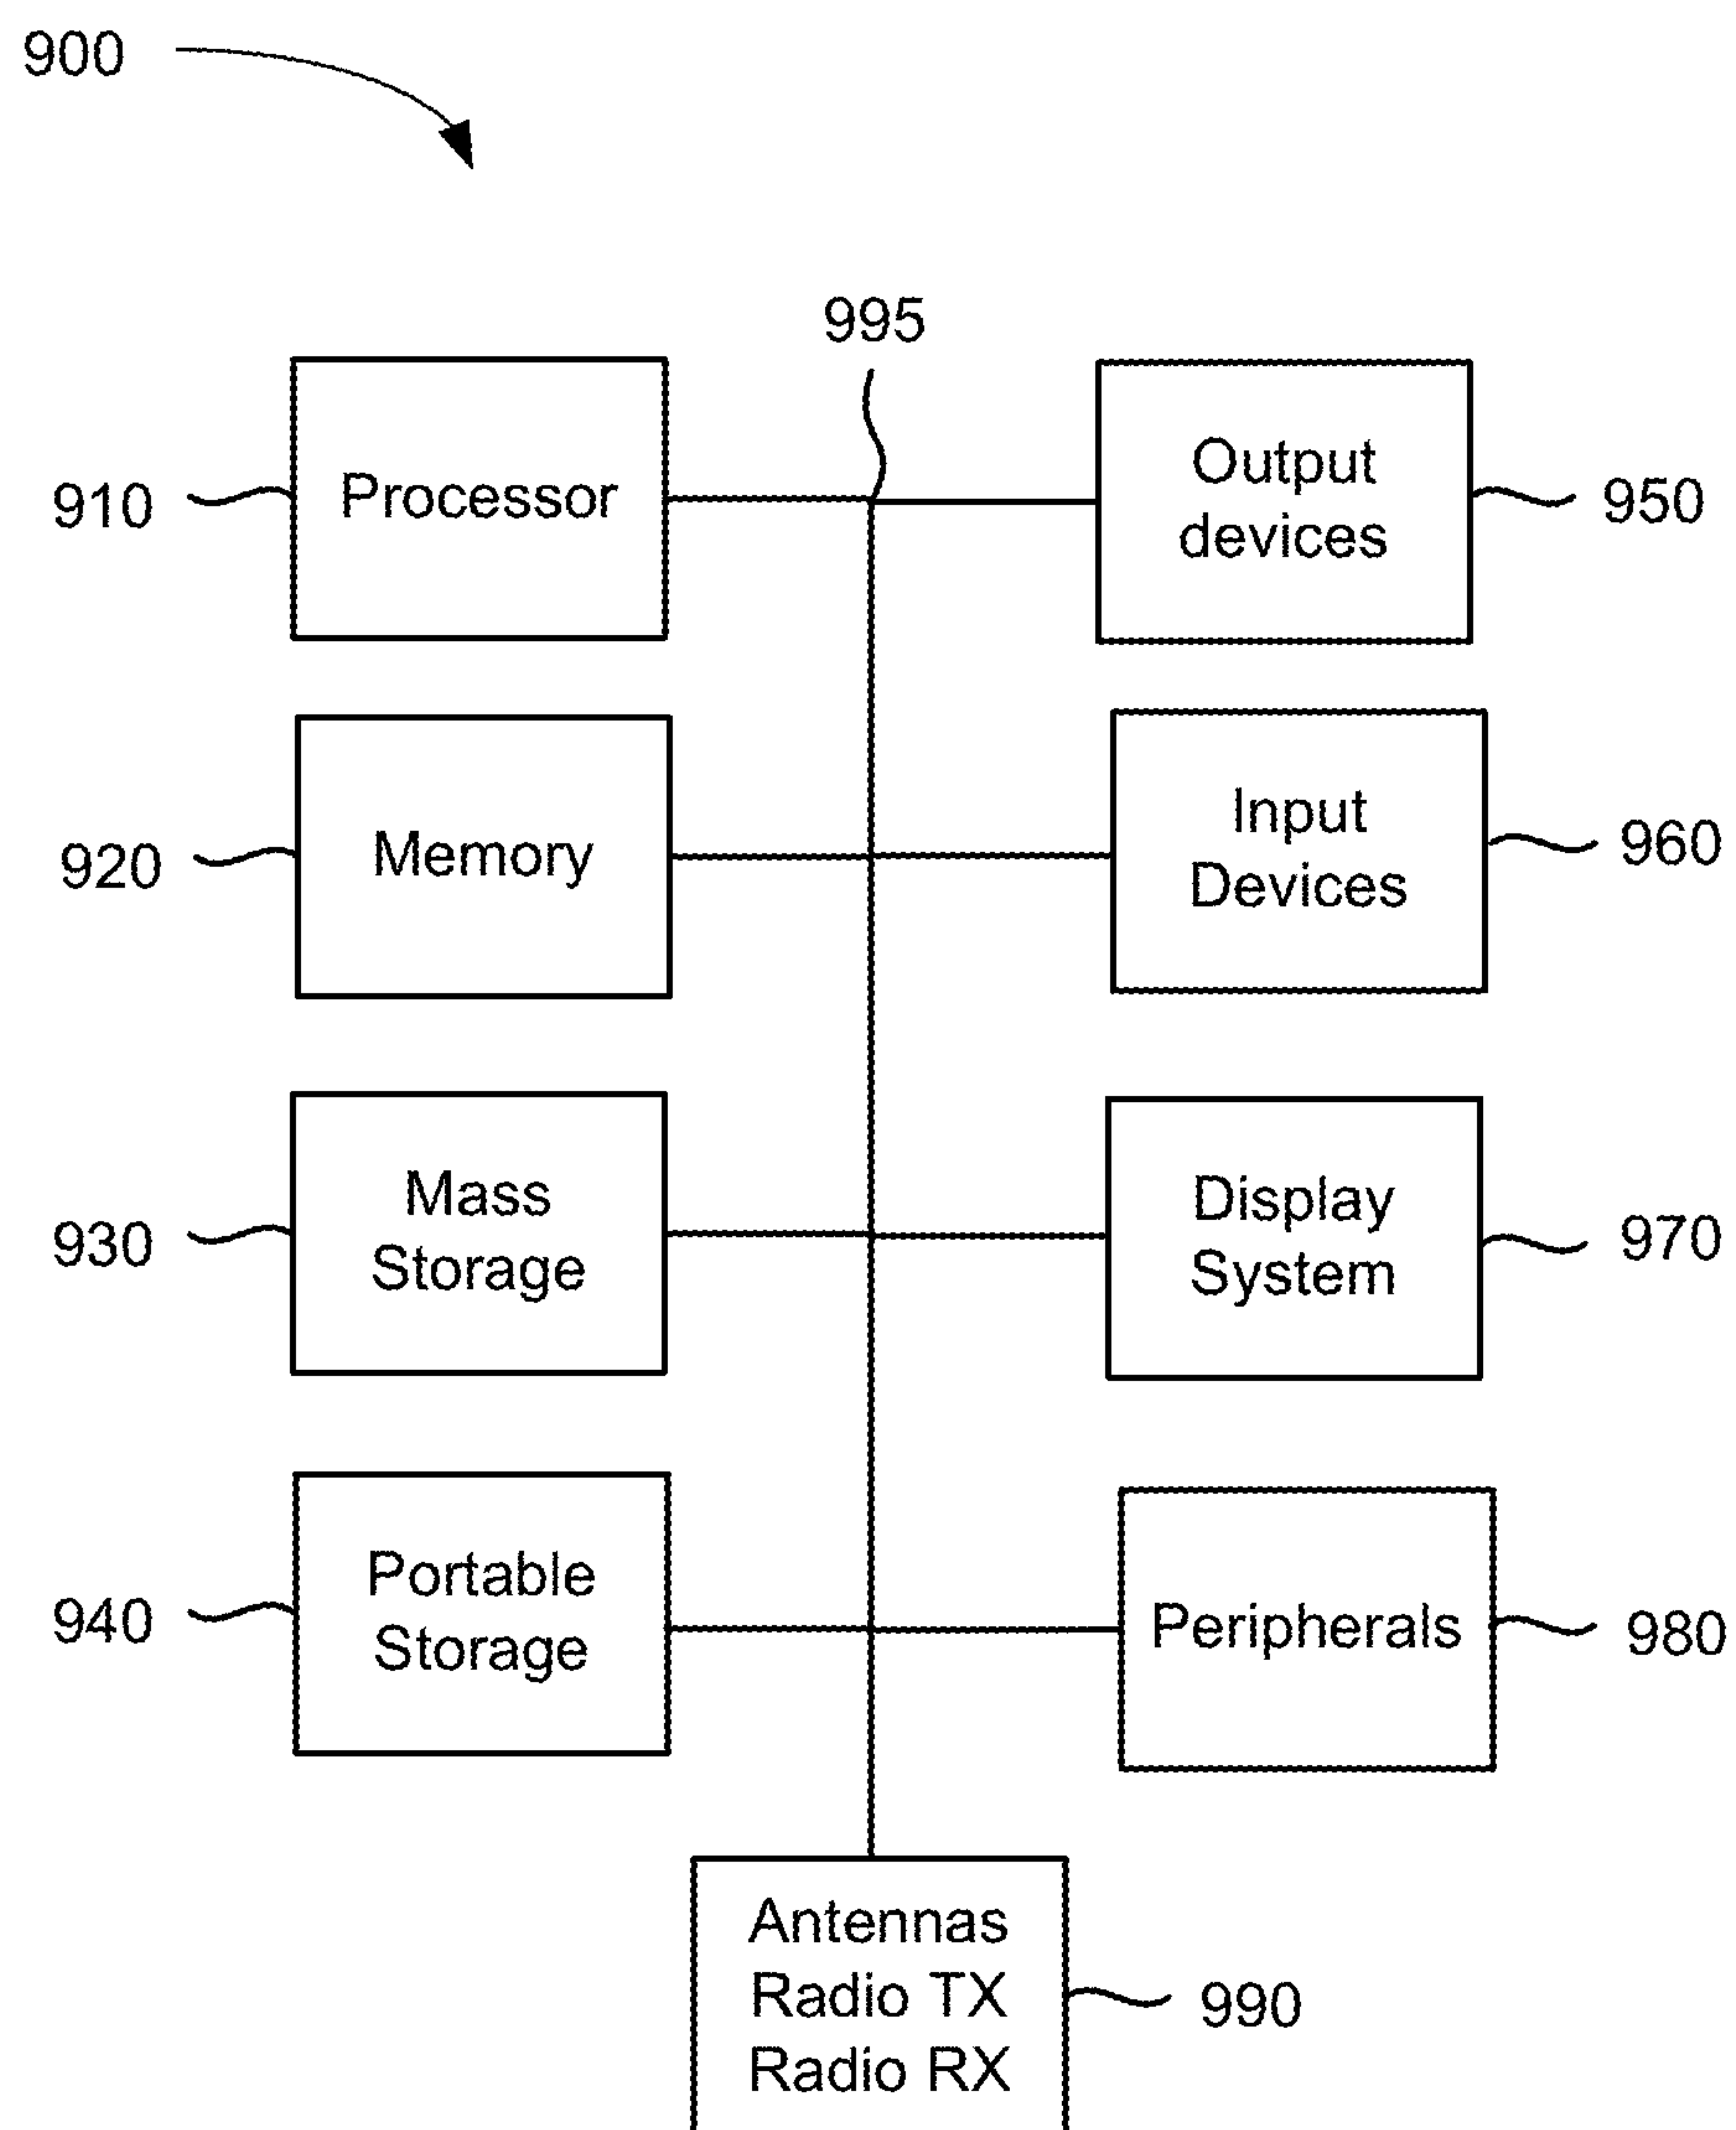 900
995
910
Processor
Output
devices
950
920
Memory
Input
Devices
960
930
Mass
Storage
Display
System
970
940
Portable
Storage
Peripherals
980
Antennas
Radio TX
Radio RX
990